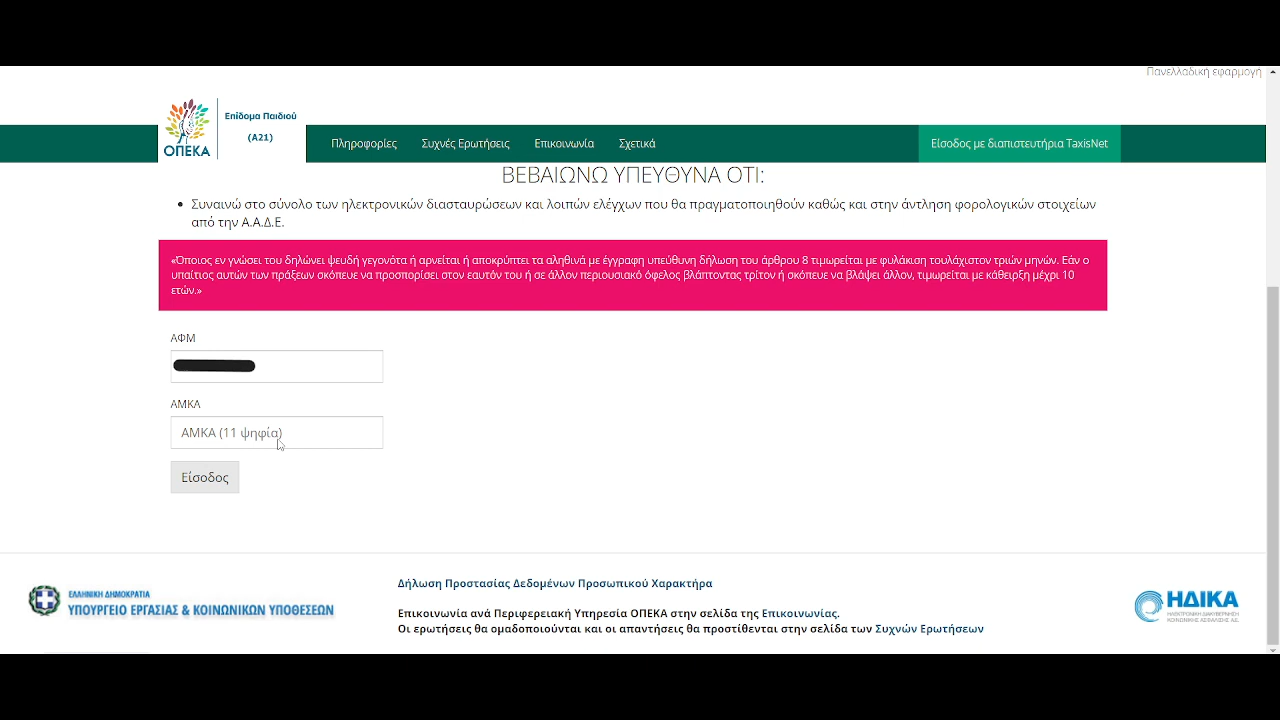 Πανελλαδική εφαρμογή
Επίδομα Παιδιού
(Α21)
ΟΠΕΚΑ
Πληροφορίες
Συχνές Ερωτήσεις
Επικοινωνία
Σχετικά
Είσοδος με διαπιστευτήρια TaxisNet
ΒΕΒΑΙΩΝΩ ΥΠΕΥΘΥΝΑ ΟΤΙ:
Συναινώ στο σύνολο των ηλεκτρονικών διασταυρώσεων και λοιπών ελέγχων που θα πραγματοποιηθούν καθώς και στην άντληση φορολογικών στοιχείων
από την Α.Α.Δ.Ε.
«Όποιος εν γνώσει του δηλώνει ψευδή γεγονότα ή αρνείται ή αποκρύπτει τα αληθινά με έγγραφη υπεύθυνη δήλωση του άρθρου 8 τιμωρείται με φυλάκιση τουλάχιστον τριών μηνών. Εάν ο
υπαίτιος αυτών των πράξεων σκόπευε να προσπορίσει στον εαυτόν του ή σε άλλον περιουσιακό όφελος βλάπτοντας τρίτον ή σκόπευε να βλάψει άλλον, τιμωρείται με κάθειρξη μέχρι 10
ετών.»
ΑΦΜ
ΑΜΚΑ
ΑΜΚΑ (11 ψηφία)
Είσοδος
ΕΛΛΗΝΙΚΗ ΔΗΜΟΚΡΑΤΙΑ
ΥΠΟΥΡΓΕΙΟ ΕΡΓΑΣΙΑΣ & ΚΟΙΝΩΝΙΚΩΝ ΥΠΟΘΕΣΕΩΝ
Δήλωση Προστασίας Δεδομένων Προσωπικού Χαρακτήρα
Επικοινωνία ανά Περιφερειακή Υπηρεσία ΟΠΕΚΑ στην σελίδα της Επικοινωνίας.
Οι ερωτήσεις θα ομαδοποιούνται και οι απαντήσεις θα προστίθενται στην σελίδα των Συχνών Ερωτήσεων
ΗΔΙΚΑ
ΗΛΕΚΤΡΟΝΙΚΗ ΔΙΑΚΥΒΕΡΝΗΣΗ
ΚΟΙΝΩΝΙΚΗΣ ΑΣΦΑΛΙΣΗΣ ΑΕ.